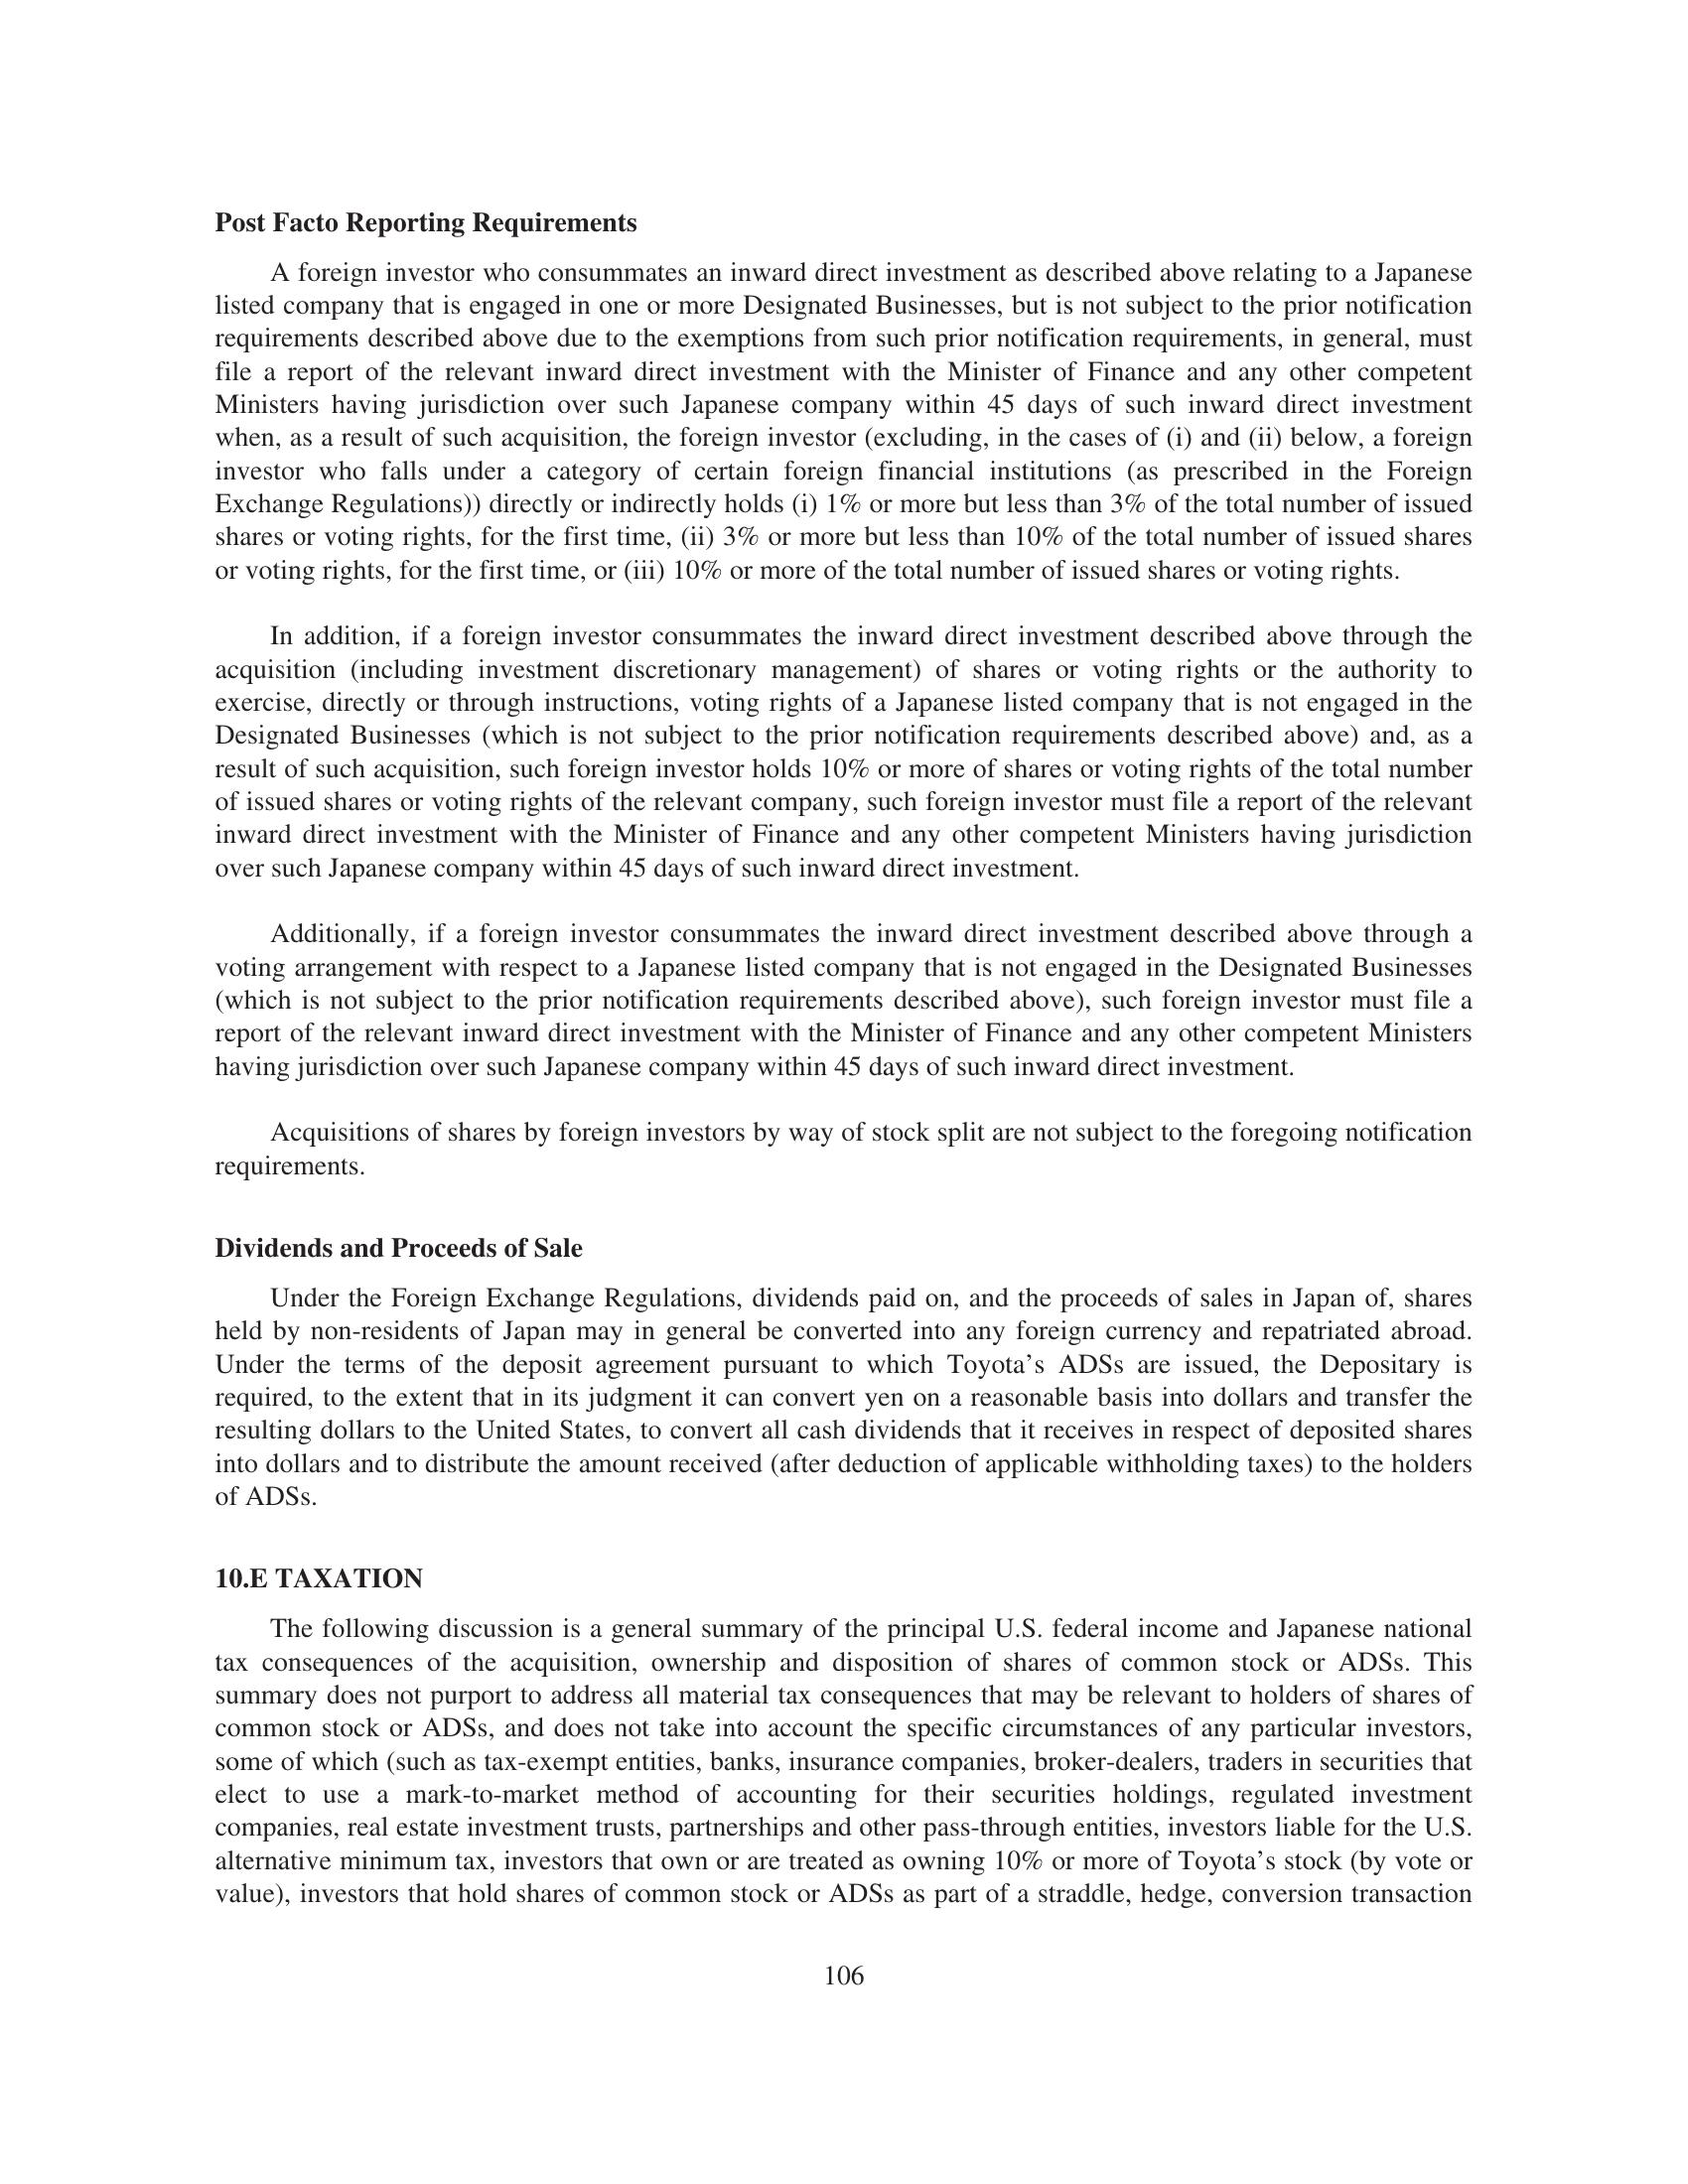 Post Facto Reporting Requirements
A foreign investor who consummates an inward direct investment as described above relating to a Japanese
listed company that is engaged in one or more Designated Businesses, but is not subject to the prior notification
requirements described above due to the exemptions from such prior notification requirements, in general, must
file a report of the relevant inward direct investment with the Minister of Finance and any other competent
Ministers having jurisdiction over such Japanese company within 45 days of such inward direct investment
when, as a result of such acquisition, the foreign investor (excluding, in the cases of (i) and (ii) below, a foreign
investor who falls under a category of certain foreign financial institutions (as prescribed in the Foreign
Exchange Regulations)) directly or indirectly holds (i) 1% or more but less than 3% of the total number of issued
shares or voting rights, for the first time, (ii) 3% or more but less than 10% of the total number of issued shares
or voting rights, for the first time, or (iii) 10% or more of the total number of issued shares or voting rights.
In addition, if a foreign investor consummates the inward direct investment described above through the
acquisition (including investment discretionary management) of shares or voting rights or the authority to
exercise, directly or through instructions, voting rights of a Japanese listed company that is not engaged in the
Designated Businesses (which is not subject to the prior notification requirements described above) and, as a
result of such acquisition, such foreign investor holds 10% or more of shares or voting rights of the total number
of issued shares or voting rights of the relevant company, such foreign investor must file a report of the relevant
inward direct investment with the Minister of Finance and any other competent Ministers having jurisdiction
over such Japanese company within 45 days of such inward direct investment.
Additionally, if a foreign investor consummates the inward direct investment described above through a
voting arrangement with respect to a Japanese listed company that is not engaged in the Designated Businesses
(which is not subject to the prior notification requirements described above), such foreign investor must file a
report of the relevant inward direct investment with the Minister of Finance and any other competent Ministers
having jurisdiction over such Japanese company within 45 days of such inward direct investment.
Acquisitions of shares by foreign investors by way of stock split are not subject to the foregoing notification
requirements.
Dividends and Proceeds of Sale
Under the Foreign Exchange Regulations, dividends paid on, and the proceeds of sales in Japan of, shares
held by non-residents of Japan may in general be converted into any foreign currency and repatriated abroad.
Under the terms of the deposit agreement pursuant to which Toyota’s ADSs are issued, the Depositary is
required, to the extent that in its judgment it can convert yen on a reasonable basis into dollars and transfer the
resulting dollars to the United States, to convert all cash dividends that it receives in respect of deposited shares
into dollars and to distribute the amount received (after deduction of applicable withholding taxes) to the holders
of ADSs.
10.E TAXATION
The following discussion is a general summary of the principal U.S. federal income and Japanese national
tax consequences of the acquisition, ownership and disposition of shares of common stock or ADSs. This
summary does not purport to address all material tax consequences that may be relevant to holders of shares of
common stock or ADSs, and does not take into account the specific circumstances of any particular investors,
some of which (such as tax-exempt entities, banks, insurance companies, broker-dealers, traders in securities that
elect to use a mark-to-market method of accounting for their securities holdings, regulated investment
companies, real estate investment trusts, partnerships and other pass-through entities, investors liable for the U.S.
alternative minimum tax, investors that own or are treated as owning 10% or more of Toyota’s stock (by vote or
value), investors that hold shares of common stock or ADSs as part of a straddle, hedge, conversion transaction
106